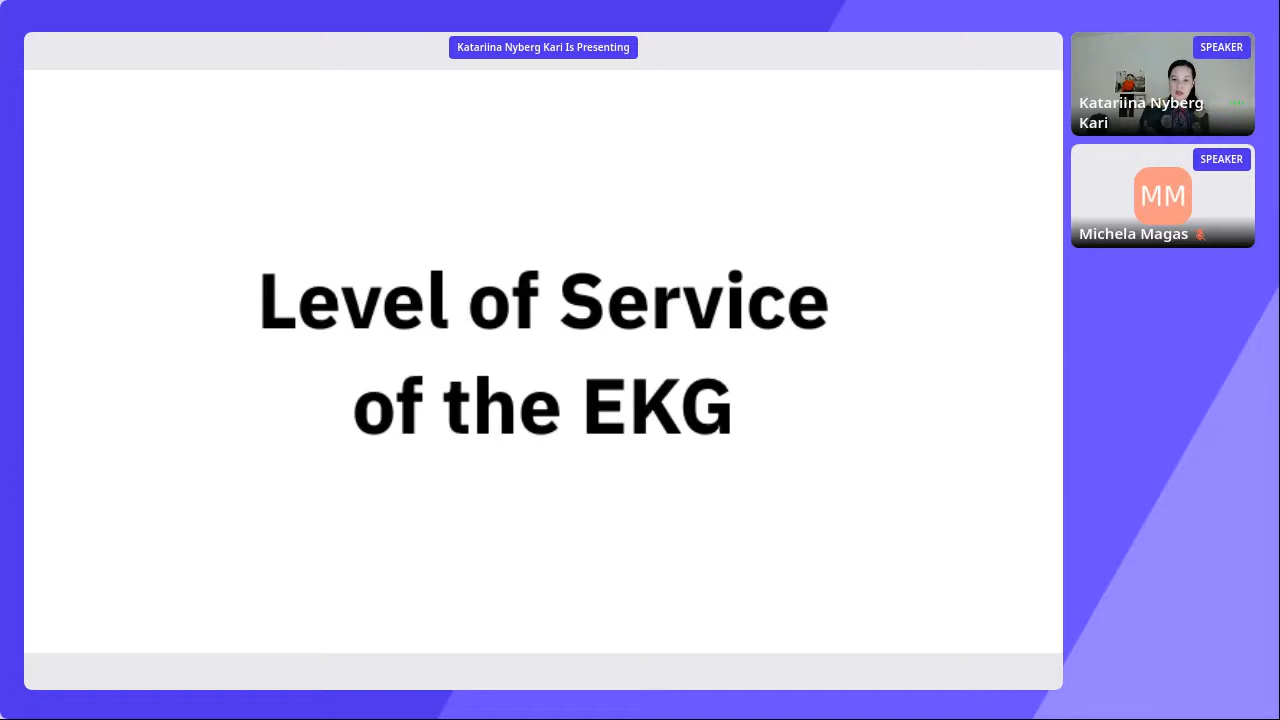 Katariina Nyberg Kari Is Presenting
Level of Service
of the EKG
SPEAKER
Katariina Nyberg
Kari
SPEAKER
MM
Michela Magas